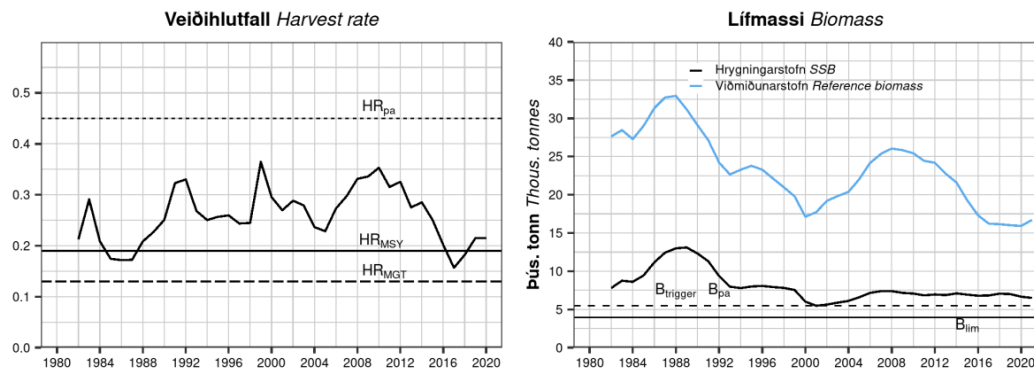 Veiðihlutfall Harvest rate
0.5
0.4
0.3
0.2
0.1
0.0
HRpa
HRMSY
HRMGT
1980 1984 1988 1992 1996 2000 2004 2008 2012 2016 2020
Lífmassi Biomass
Þús. tonn Thous. tonnes
40
35
30
25
20
15
10
5
0
Hrygningarstofn SSB
Viðmiðunarstofn Reference biomass
Btrigger Bpa
Blim
1980 1984 1988 1992 1996 2000 2004 2008 2012 2016 2020